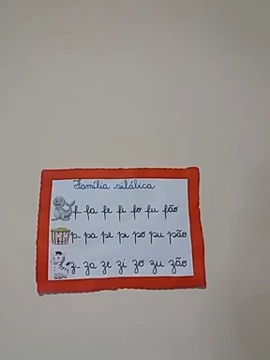 Família silábica
f- fa fe fi fo fu fão
p- pa pe pi po pu pão
z- za ze zi zo zu zão